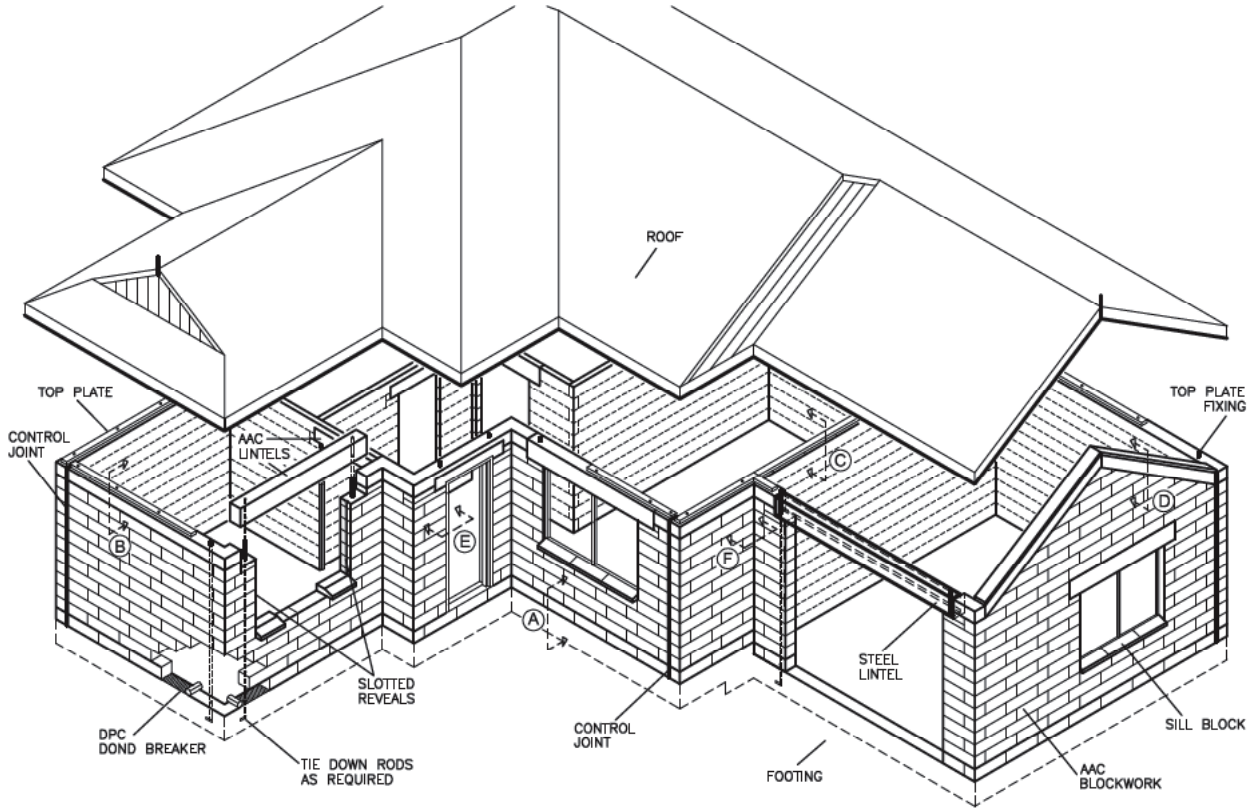 ROOF
TOP PLATE
TOP PLATE
FIXING
CONTROL
JOINT
AAC
LINTELS
C
D
B
E
F
A
SLOTTED
REVEALS
STEEL
LINTEL
DPC
DOND BREAKER
CONTROL
JOINT
SILL BLOCK
TIE DOWN RODS
AS REQUIRED
FOOTING
AAC
BLOCKWORK